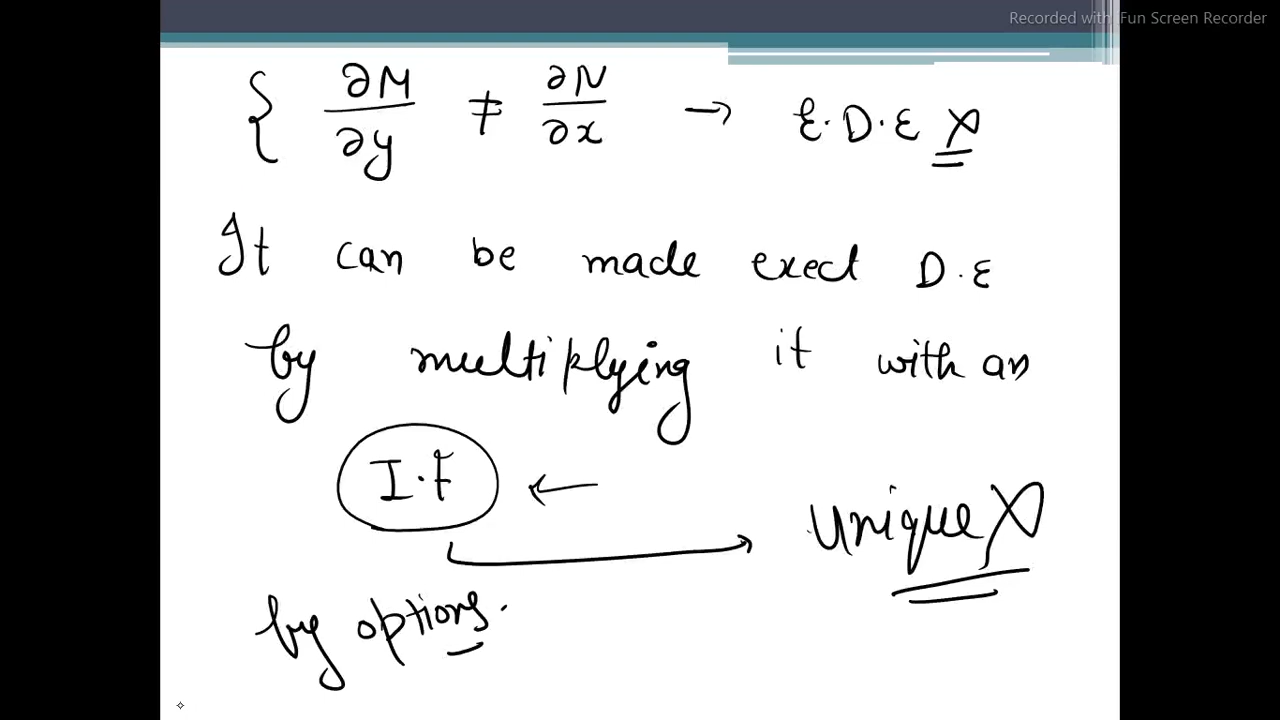 Recorded with Fun Screen Recorder
{ ∂M/∂y ≠ ∂N/∂x → E.D.E X
It can be made exect D.E
by multiplying it with an
I.F ←
→ unique X
by options.